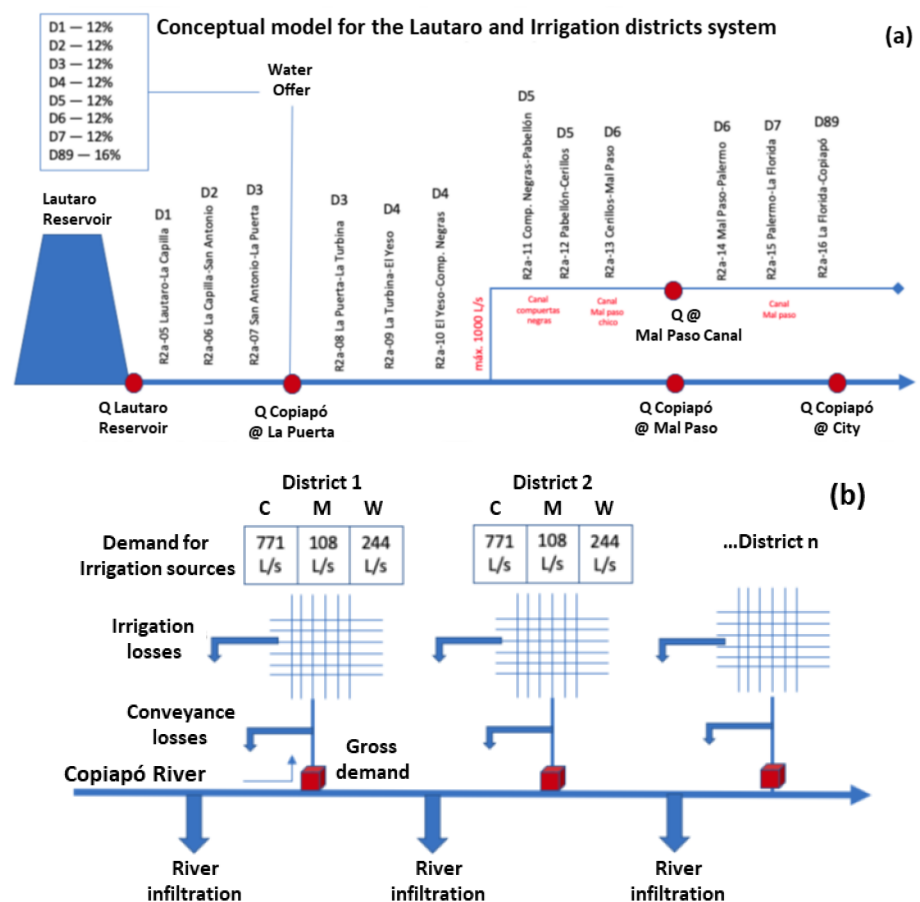 Conceptual model for the Lautaro and Irrigation districts system
(a)
D1 — 12%
D2 — 12%
D3 — 12%
D4 — 12%
D5 — 12%
D6 — 12%
D7 — 12%
D89 — 16%
Water
Offer
Lautaro
Reservoir
D1
R2a-05 Lautaro-La Capilla
D2
R2a-06 La Capilla-San Antonio
D3
R2a-07 San Antonio-La Puerta
D3
R2a-08 La Puerta-La Turbina
D4
R2a-09 La Turbina-El Yeso
D4
R2a-10 El Yeso-Comp. Negras
máx. 1000 L/s
D5
R2a-11 Comp. Negras-Pabellón
D5
R2a-12 Pabellón-Cerillos
D6
R2a-13 Cerillos-Mal Paso
D6
R2a-14 Mal Paso-Palermo
D7
R2a-15 Palermo-La Florida
D89
R2a-16 La Florida-Copiapó
Canal
compuertas
negras
Canal
Mal paso
chico
Q @
Mal Paso Canal
Canal
Mal paso
Q Lautaro
Reservoir
Q Copiapó
@ La Puerta
Q Copiapó
@ Mal Paso
Q Copiapó
@ City
(b)
District 1
C M W
District 2
C M W
...District n
Demand for
Irrigation sources
771 108 244
L/s L/s L/s
771 108 244
L/s L/s L/s
Irrigation
losses
Conveyance
losses
Gross
demand
Copiapó River
River
infiltration
River
infiltration
River
infiltration